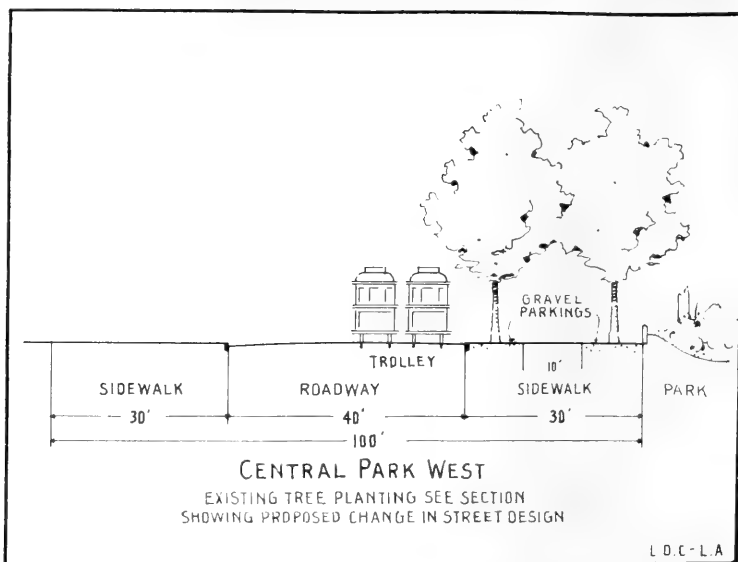 GRAVEL
PARKINGS
TROLLEY
10'
SIDEWALK ROADWAY SIDEWALK PARK
30' 40' 30'
100'
CENTRAL PARK WEST
EXISTING TREE PLANTING SEE SECTION
SHOWING PROPOSED CHANGE IN STREET DESIGN
L.D.C-L.A